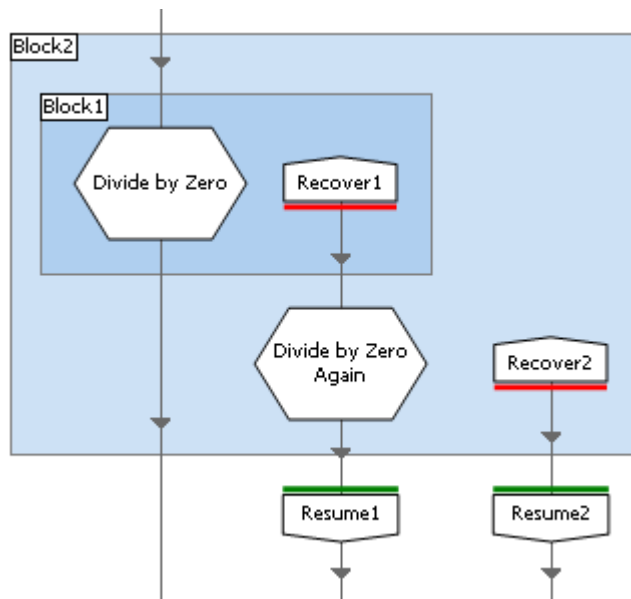 Block2
Block1
Divide by Zero
Recover1
Divide by Zero
Again
Recover2
Resume1
Resume2